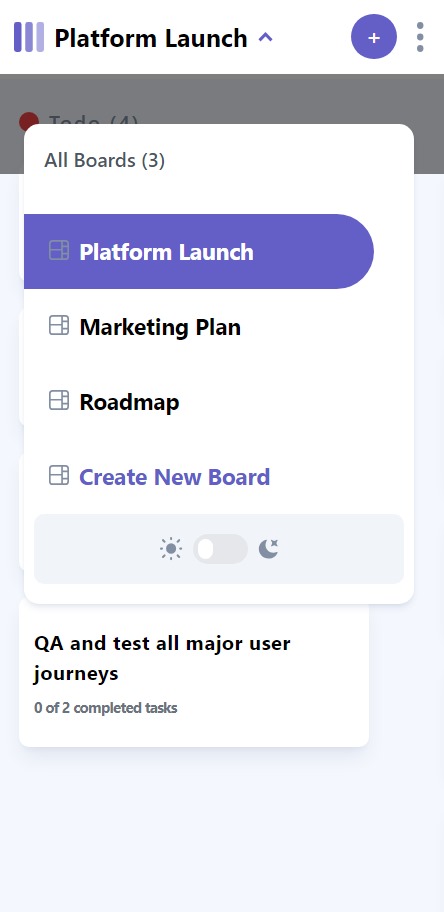 Platform Launch
+
Todo (4)
All Boards (3)
Platform Launch
Marketing Plan
Roadmap
Create New Board
QA and test all major user
journeys
0 of 2 completed tasks